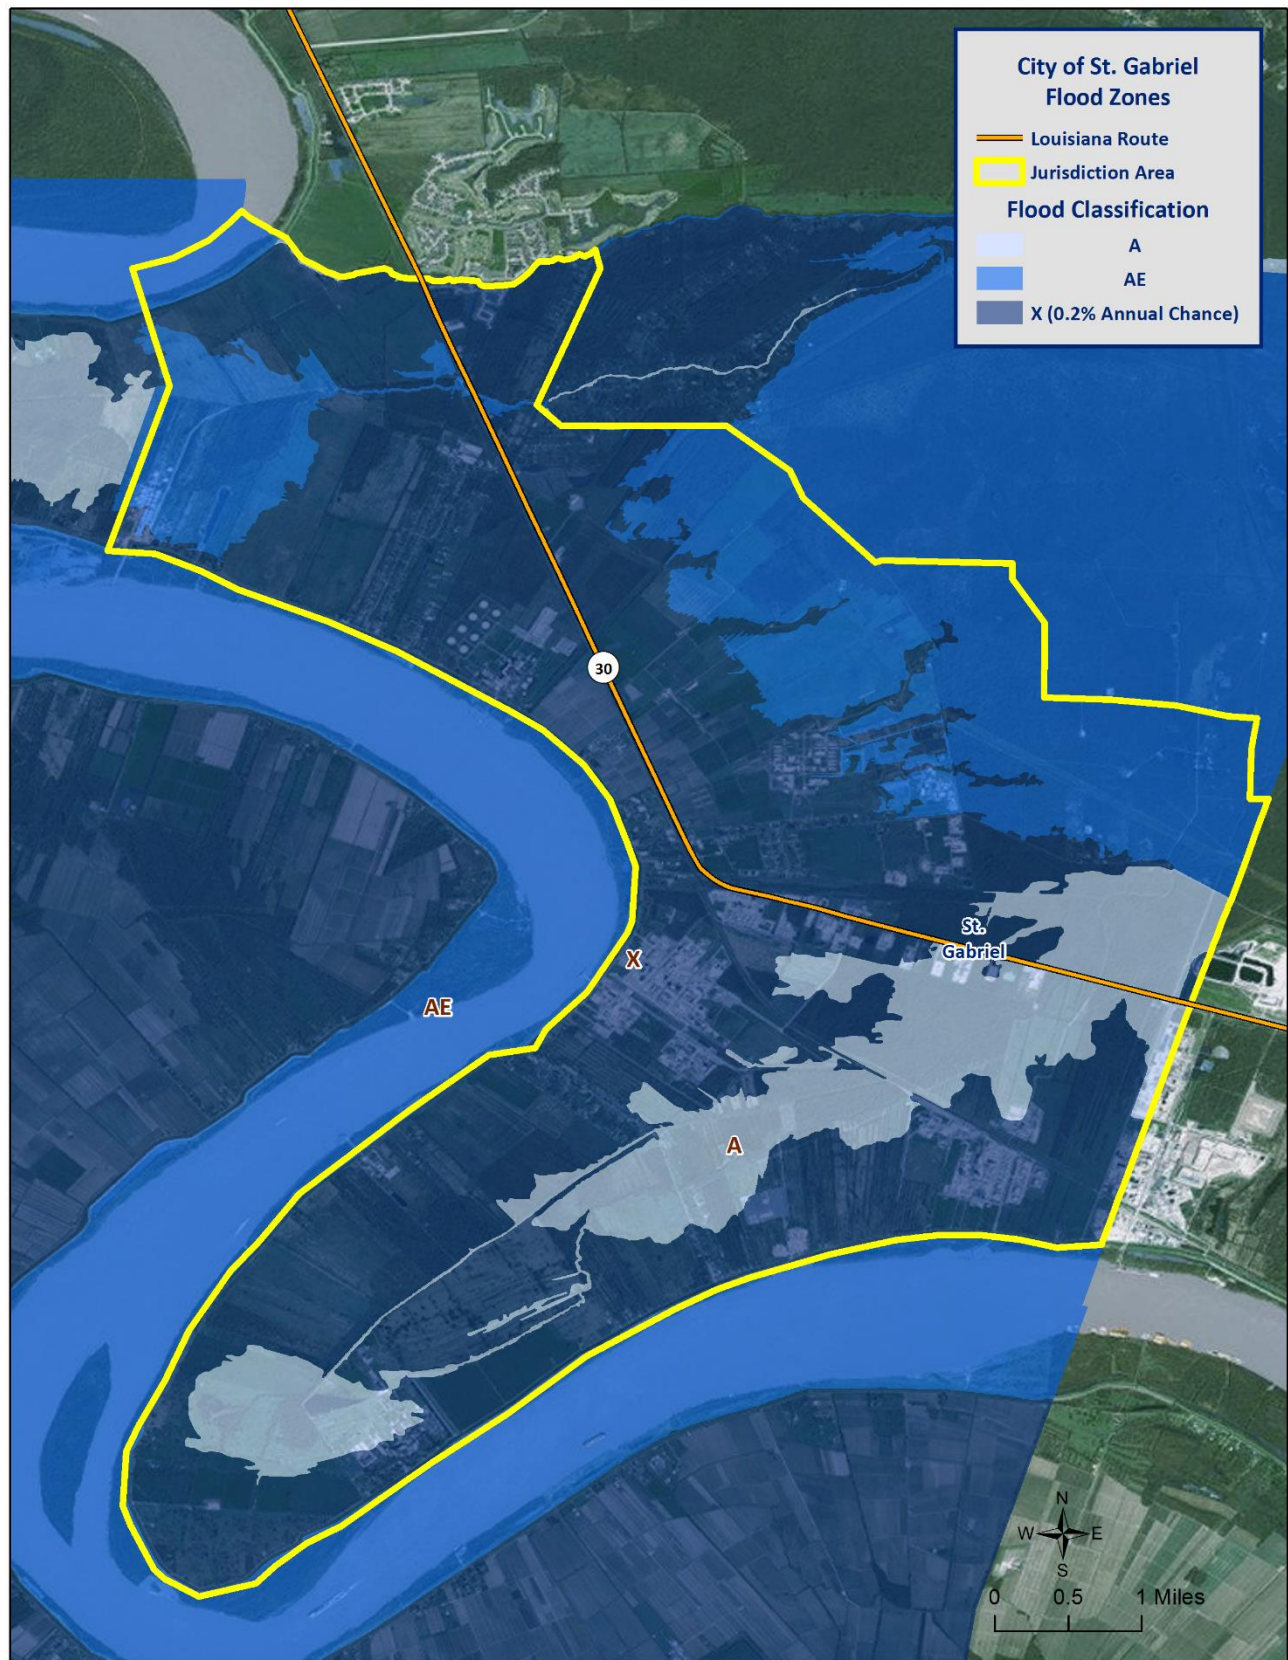 City of St. Gabriel
Flood Zones
Louisiana Route
Jurisdiction Area
Flood Classification
A
AE
X (0.2% Annual Chance)
30
St.
Gabriel
X
AE
A
N
W E
S
0 0.5 1 Miles